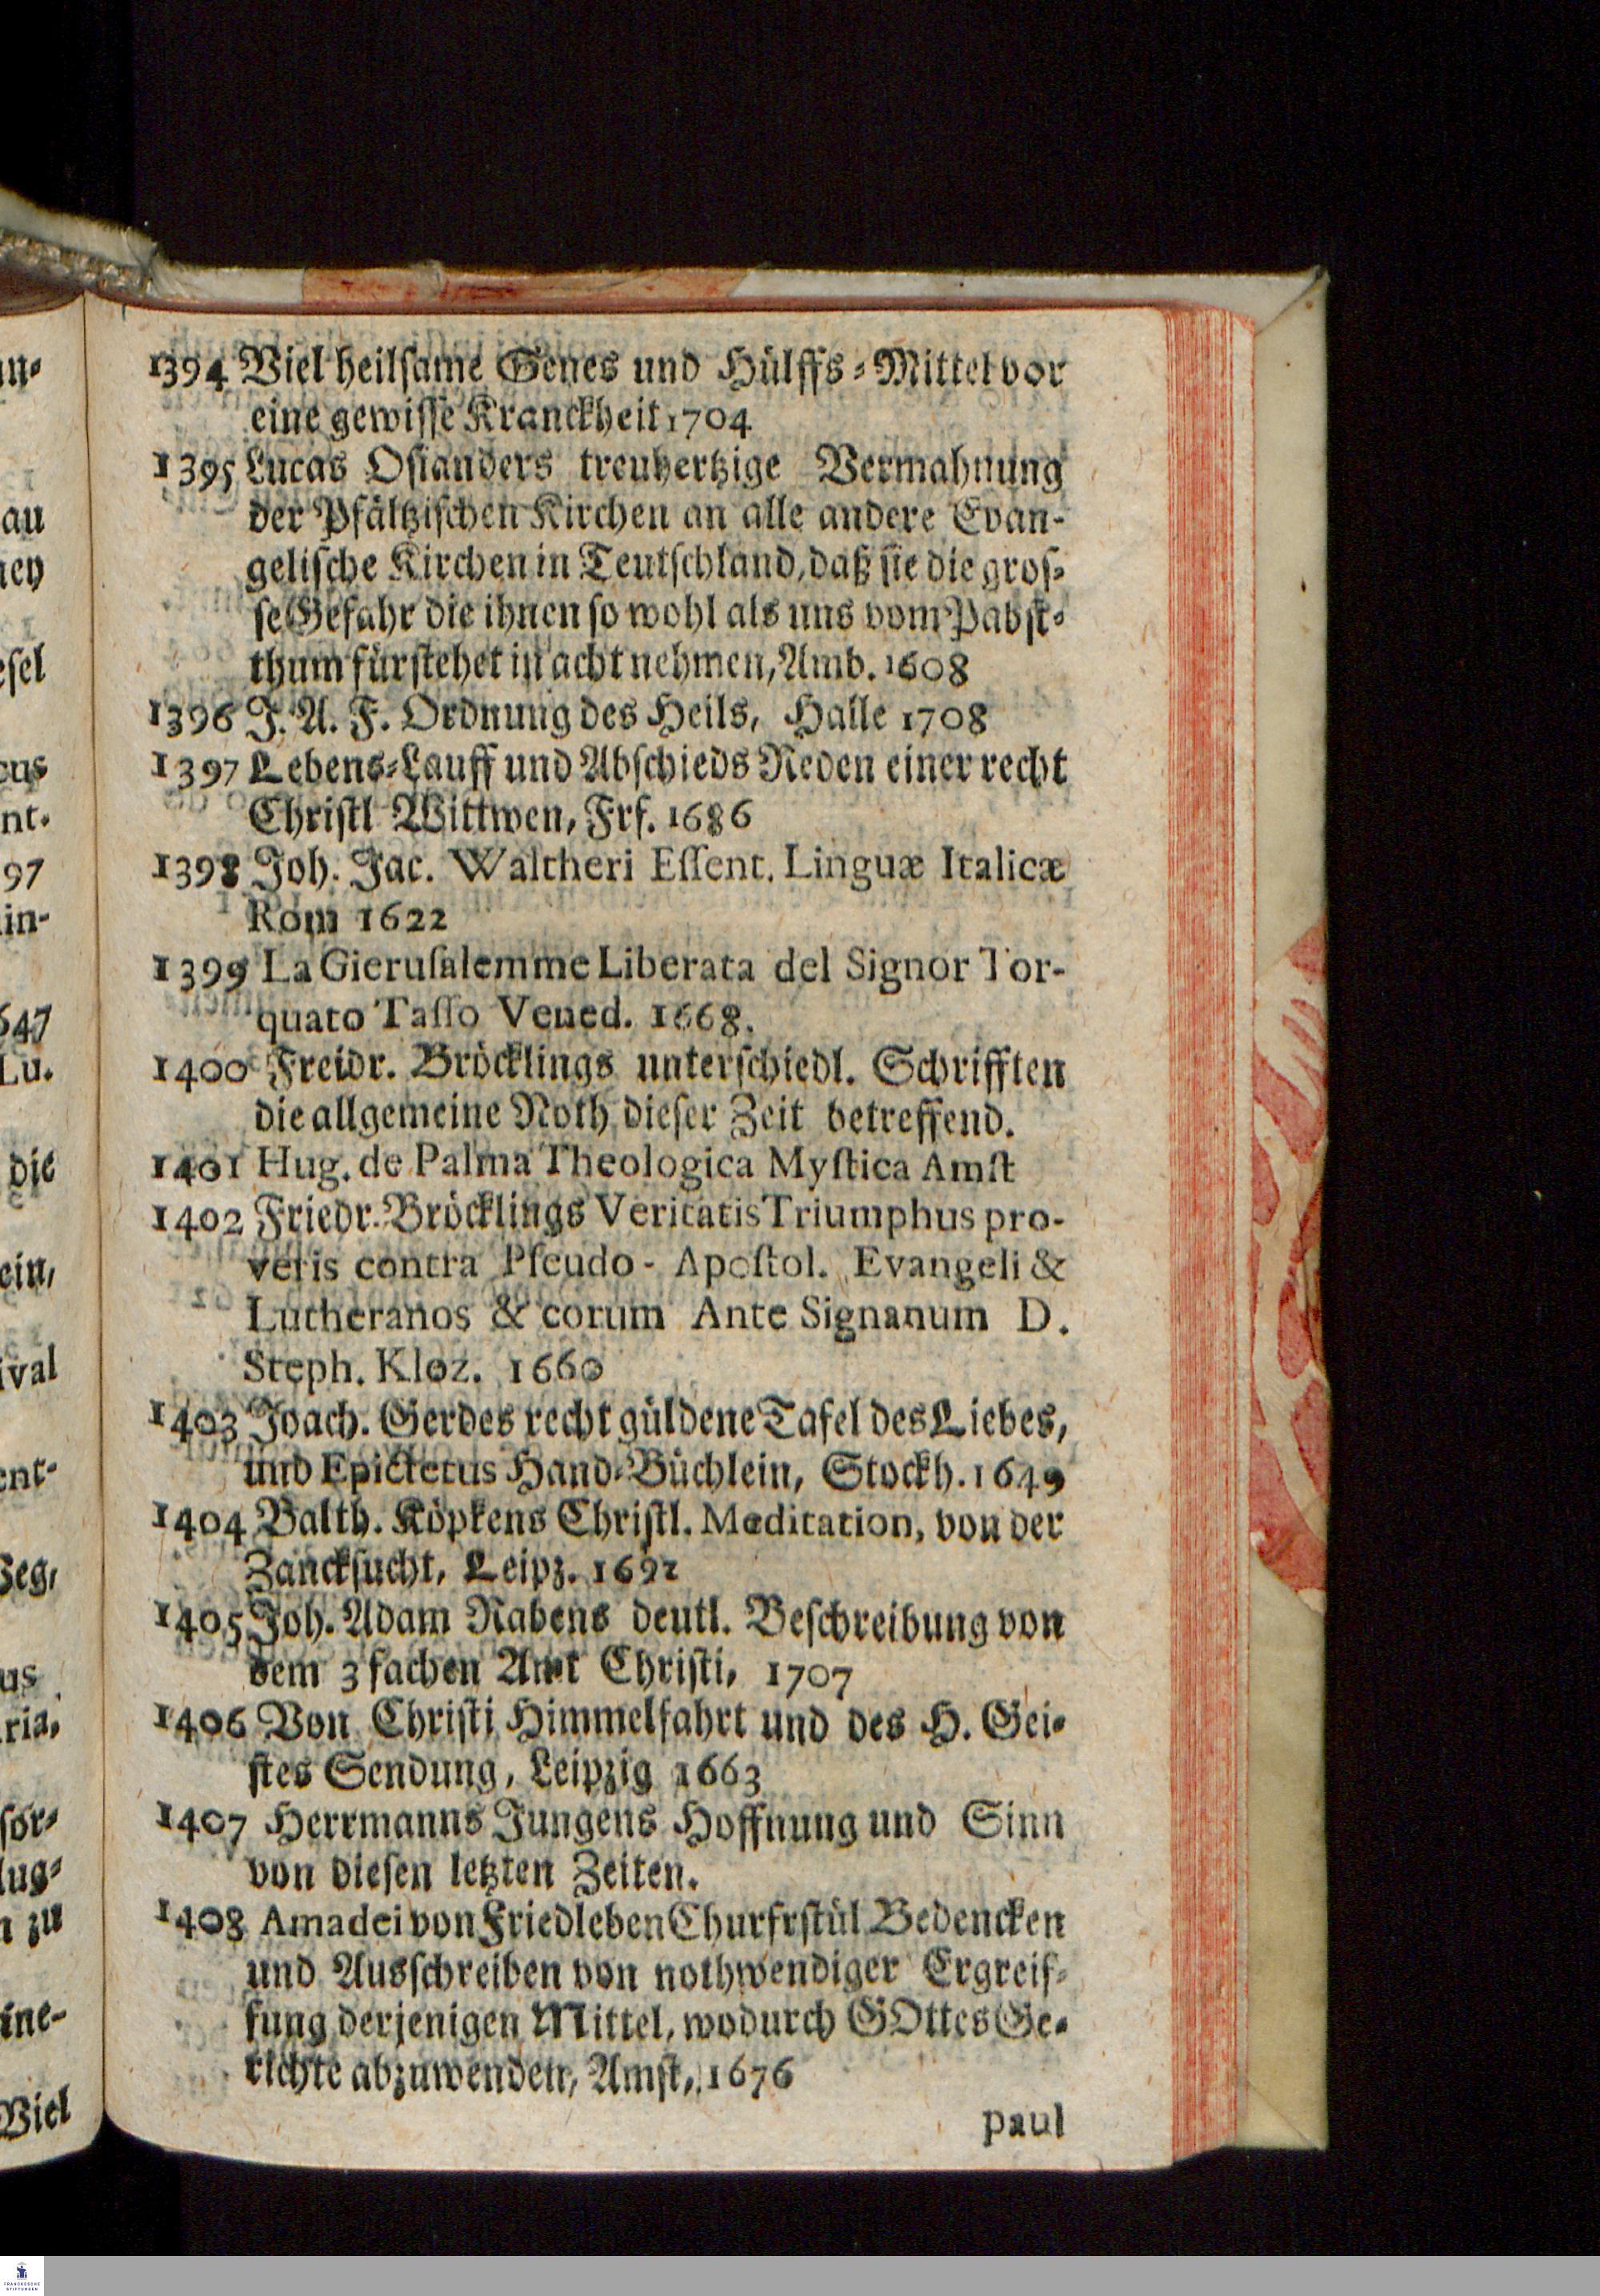 1394 Viel heilsame Genes und Hülffs-Mittel vor
eine gewisse Kranckheit 1704
1395 Lucas Osianders treuhertzige Vermahnung
der Pfältzischen Kirchen an alle andere Evan-
gelische Kirchen in Teutschland, daß sie die gros-
se Gefahr die ihnen so wohl als uns vom Pabst-
thum fürstehet in acht nehmen, Amb. 1608
1396 J. A. F. Ordnung des Heils, Halle 1708
1397 Lebens-Lauff und Abschieds Reden einer recht
Christl Wittwen, Frf. 1686
1398 Joh. Jac. Waltheri Essent. Linguæ Italicæ
Rom 1622
1399 La Gierusalemme Liberata del Signor Tor-
quato Tasso Vened. 1668.
1400 Freidr. Bröcklings unterschiedl. Schrifften
die allgemeine Noth dieser Zeit betreffend.
1401 Hug. de Palma Theologica Mystica Amst
1402 Friedr. Bröcklings Veritatis Triumphus pro-
veris contra Pseudo- Apostol. Evangeli &
Lutheranos & eorum Ante Signanum D.
Steph. Kloz. 1660
1403 Joach. Gerdes recht güldene Tafel des Liebes,
und Epictetus Hand-Büchlein, Stockh. 1649
1404 Balth. Köpkens Christl. Meditation, von der
Zancksucht, Leipz. 1692
1405 Joh. Adam Rabens deutl. Beschreibung von
dem 3 fachen Amt Christi, 1707
1406 Von Christi Himmelfahrt und des H. Gei-
stes Sendung, Leipzig 1663
1407 Herrmanns Jungens Hoffnung und Sinn
von diesen letzten Zeiten.
1408 Amadei von Friedleben Churfrstül Bedencken
und Ausschreiben von nothwendiger Ergreif-
fung derjenigen Mittel, wodurch GOttes Ge-
richte abzuwenden, Amst, 1676
paul